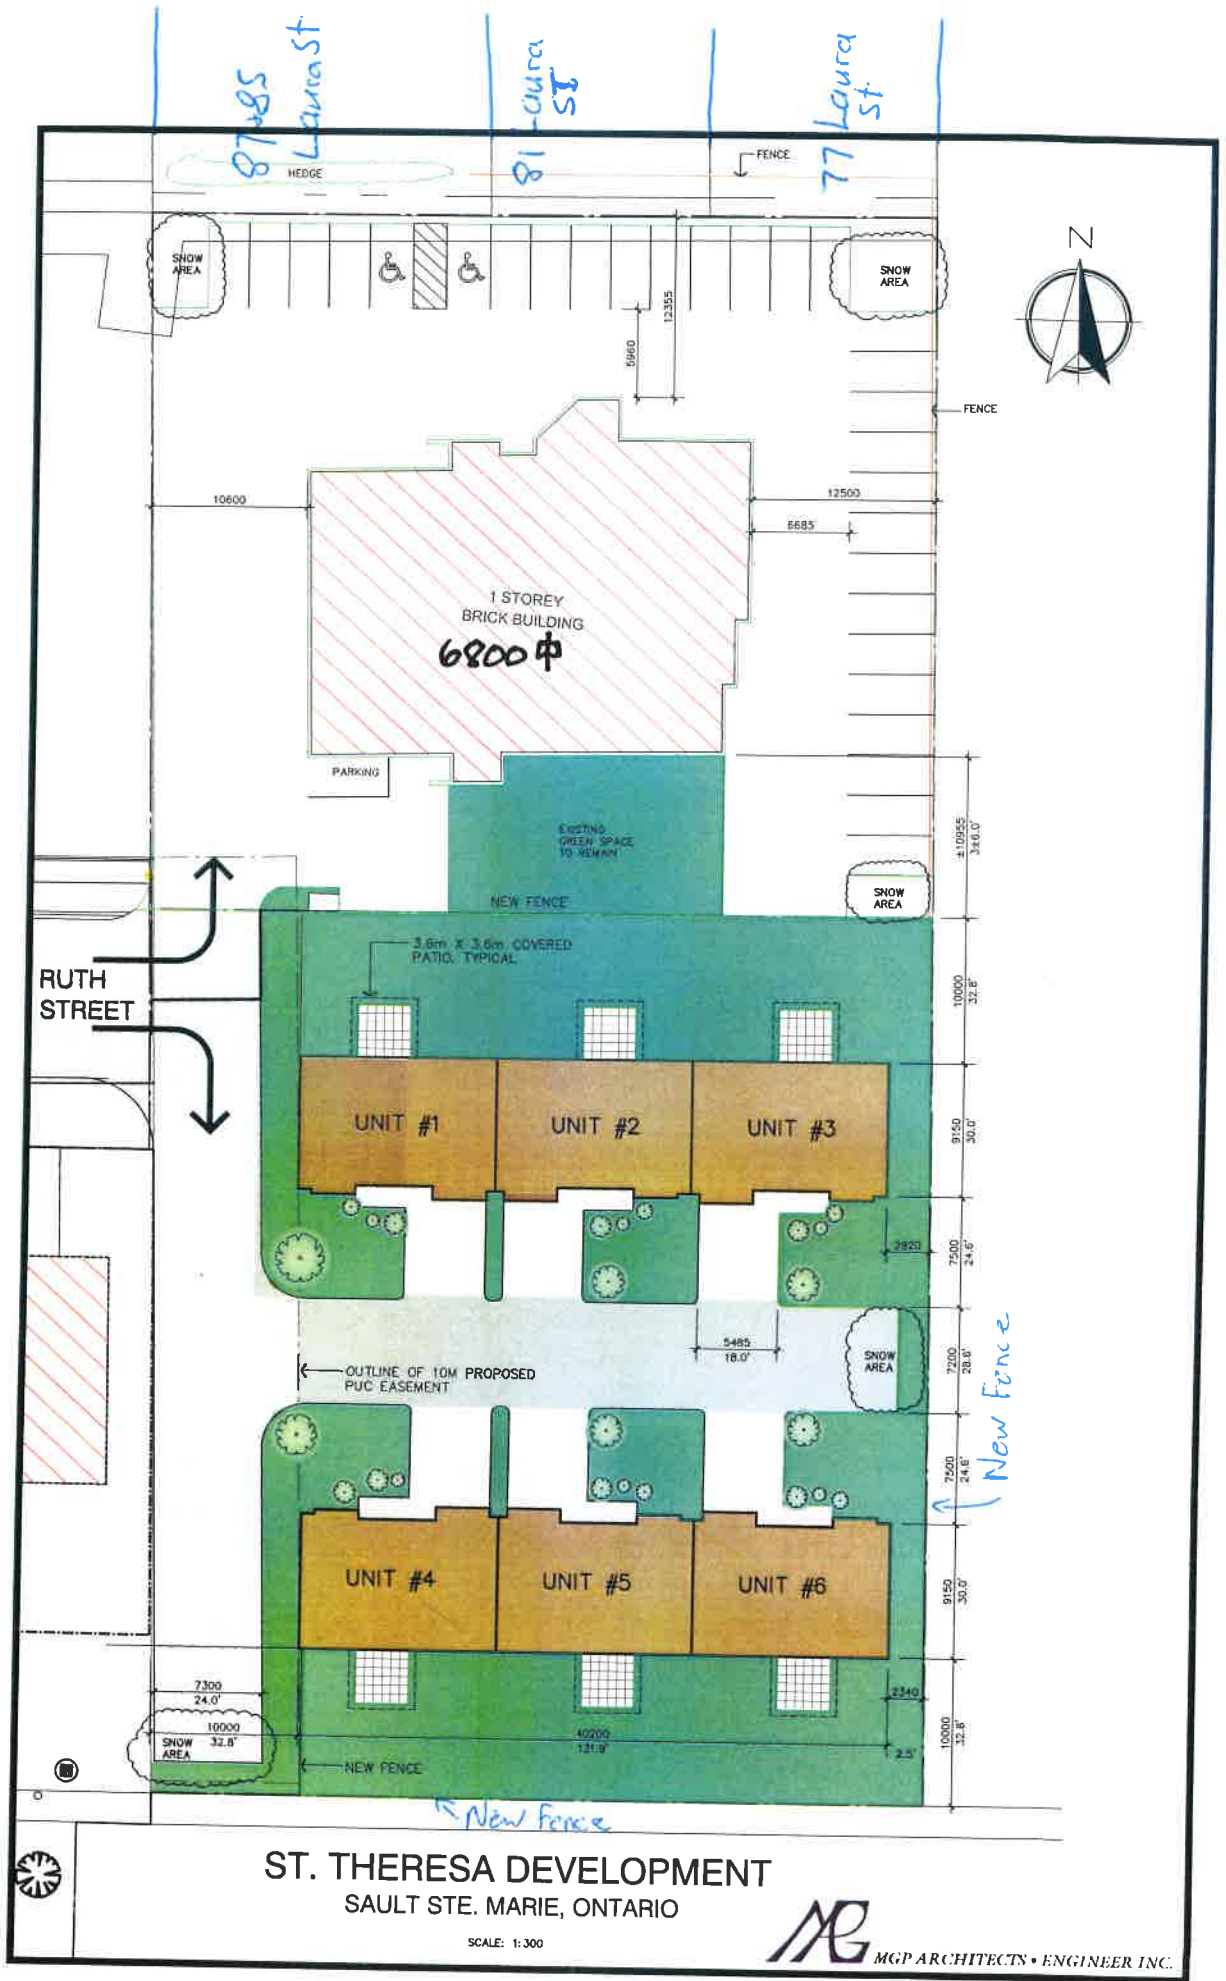 87+85
Laura St
81 Laura
St
77 Laura
St.
HEDGE
FENCE
N
SNOW
AREA
SNOW
AREA
12355
5960
FENCE
10600
12500
6685
1 STOREY
BRICK BUILDING
6800
PARKING
EXISTING
GREEN SPACE
TO REMAIN
±10955
SNOW
AREA
NEW FENCE
3.6m X 3.6m COVERED
PATIO, TYPICAL
RUTH
STREET
10000
32.8'
UNIT #1
UNIT #2
UNIT #3
9150
30.0'
2920
7500
24.6'
5485
18.0'
SNOW
AREA
7200
OUTLINE OF 10M PROPOSED
PUC EASEMENT
New Fence
7500
24.6'
UNIT #4
UNIT #5
UNIT #6
9150
30.0'
7300
24.0'
2340
10000
32.8'
SNOW
AREA
10000
32.8'
40200
131.9'
2.5'
NEW FENCE
New Fence
ST. THERESA DEVELOPMENT
SAULT STE. MARIE, ONTARIO
SCALE: 1:300
MGP ARCHITECTS • ENGINEER INC.